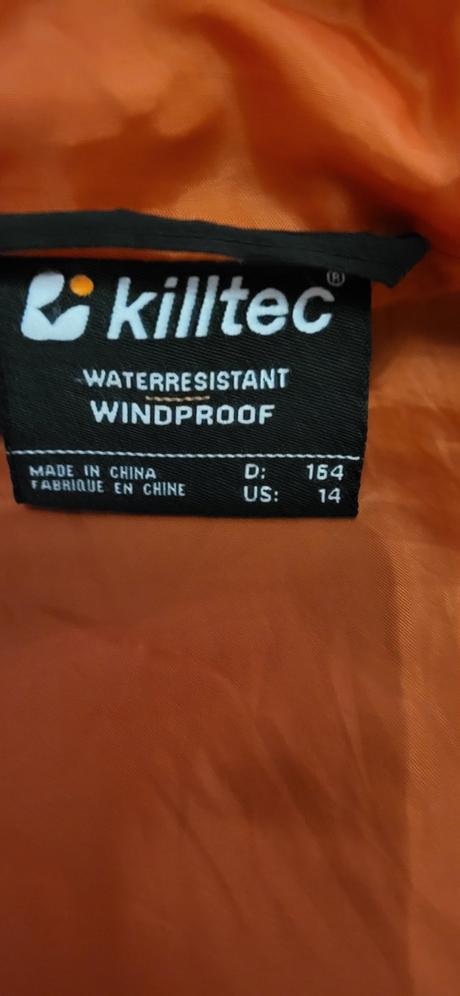 killtec®
WATERRESISTANT
WINDPROOF
MADE IN CHINA D: 164
FABRIQUE EN CHINE US: 14